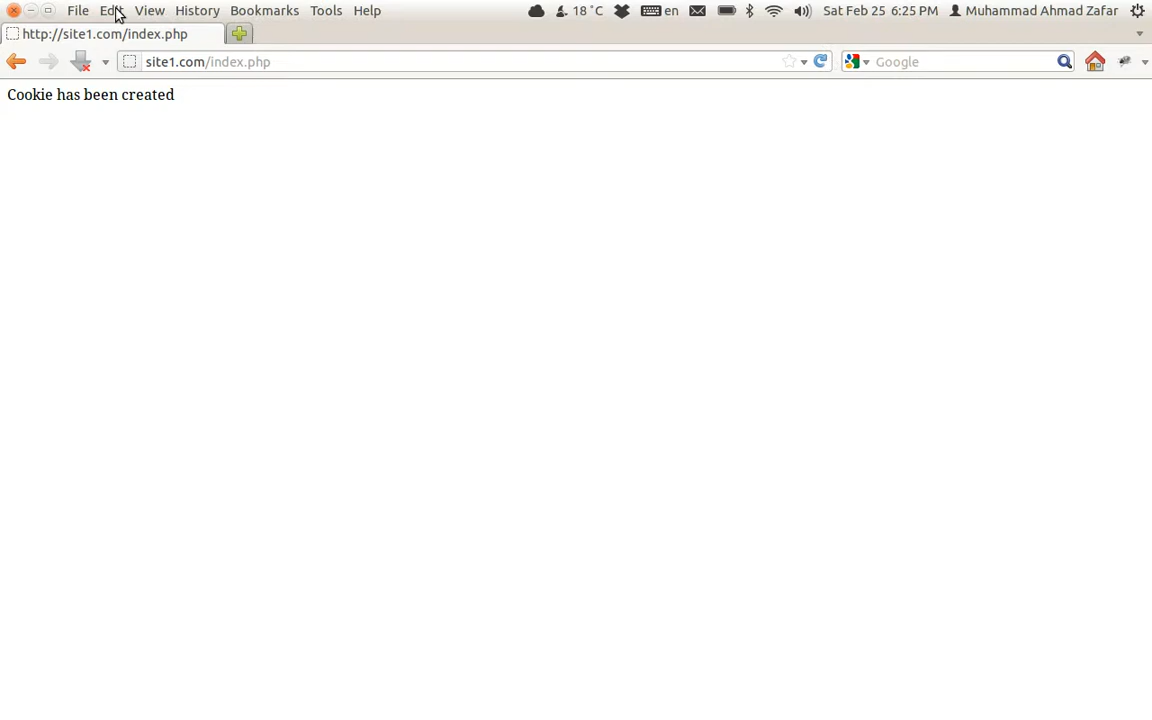 File Edit View History Bookmarks Tools Help 18 °C en Sat Feb 25 6:25 PM Muhammad Ahmad Zafar
http://site1.com/index.php
site1.com/index.php Google
Cookie has been created